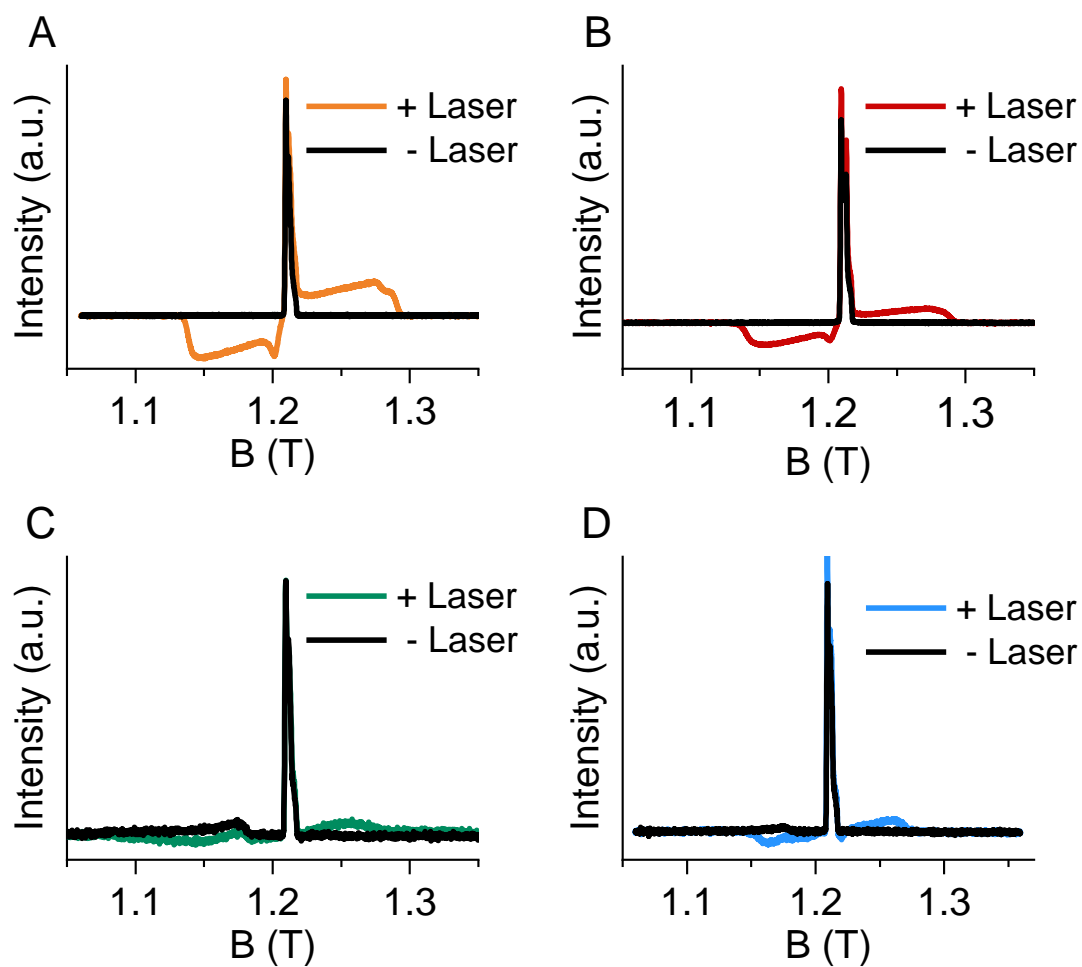 A
Intensity (a.u.)
+ Laser
- Laser
1.1 1.2 1.3
B (T)
B
Intensity (a.u.)
+ Laser
- Laser
1.1 1.2 1.3
B (T)
C
Intensity (a.u.)
+ Laser
- Laser
1.1 1.2 1.3
B (T)
D
Intensity (a.u.)
+ Laser
- Laser
1.1 1.2 1.3
B (T)